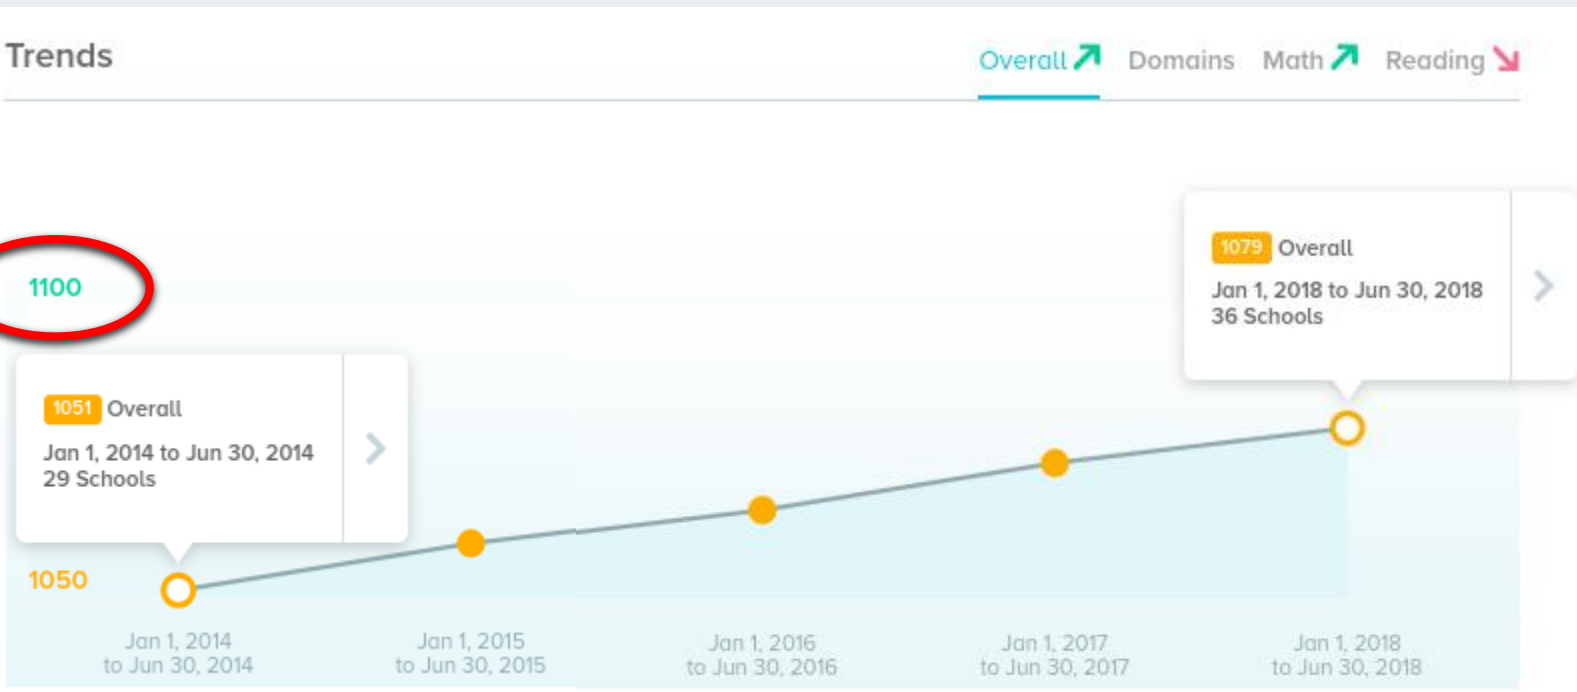 Trends
Overall Domains Math Reading
1079 Overall
Jan 1, 2018 to Jun 30, 2018
36 Schools
1100
1051 Overall
Jan 1, 2014 to Jun 30, 2014
29 Schools
1050
Jan 1, 2014
to Jun 30, 2014
Jan 1, 2015
to Jun 30, 2015
Jan 1, 2016
to Jun 30, 2016
Jan 1, 2017
to Jun 30, 2017
Jan 1, 2018
to Jun 30, 2018